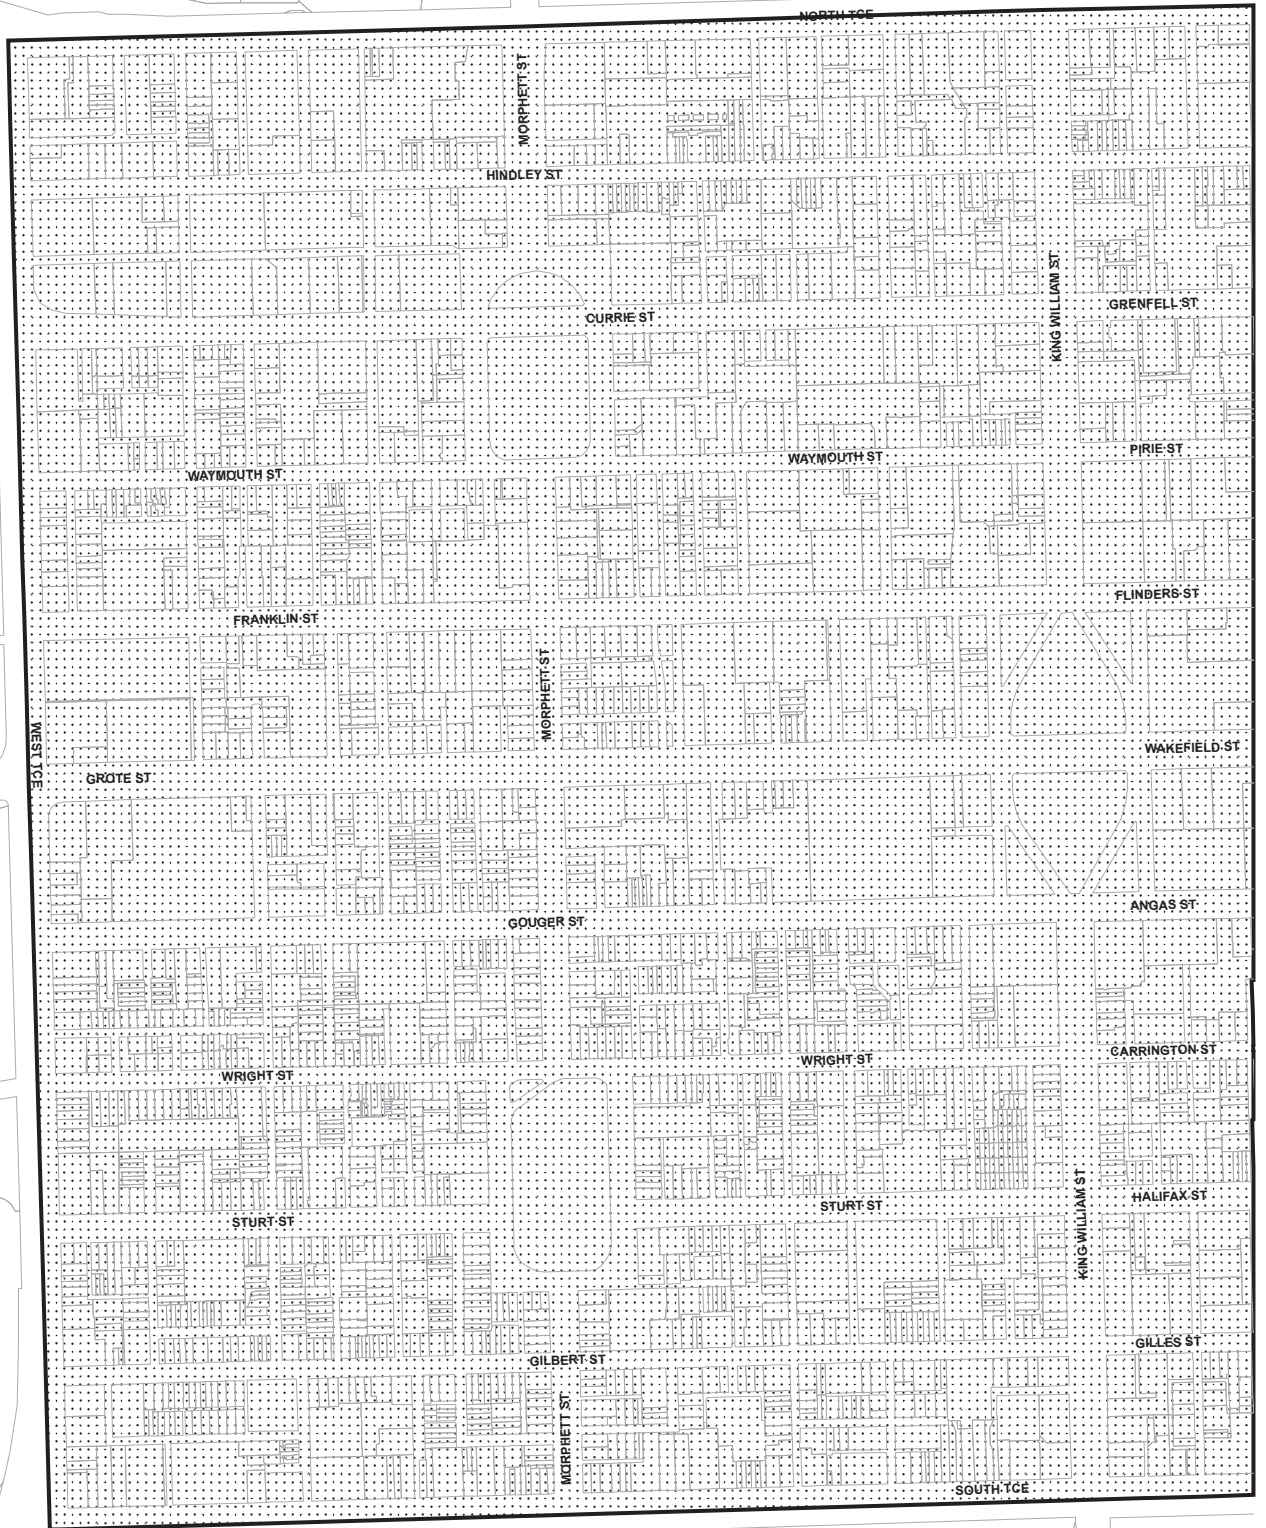 NORTH TCE
MORPHETT ST
HINDLEY ST
KING WILLIAM ST
GRENFELL ST
CURRIE ST
PIRIE ST
WAYMOUTH ST
WAYMOUTH ST
FLINDERS ST
FRANKLIN ST
MORPHETT ST
WEST TCE
WAKEFIELD ST
GROTE ST
ANGAS ST
GOUGER ST
CARRINGTON ST
WRIGHT ST
WRIGHT ST
HALIFAX ST
STURT ST
STURT ST
KING WILLIAM ST
GILLES ST
GILBERT ST
MORPHETT ST
SOUTH TCE